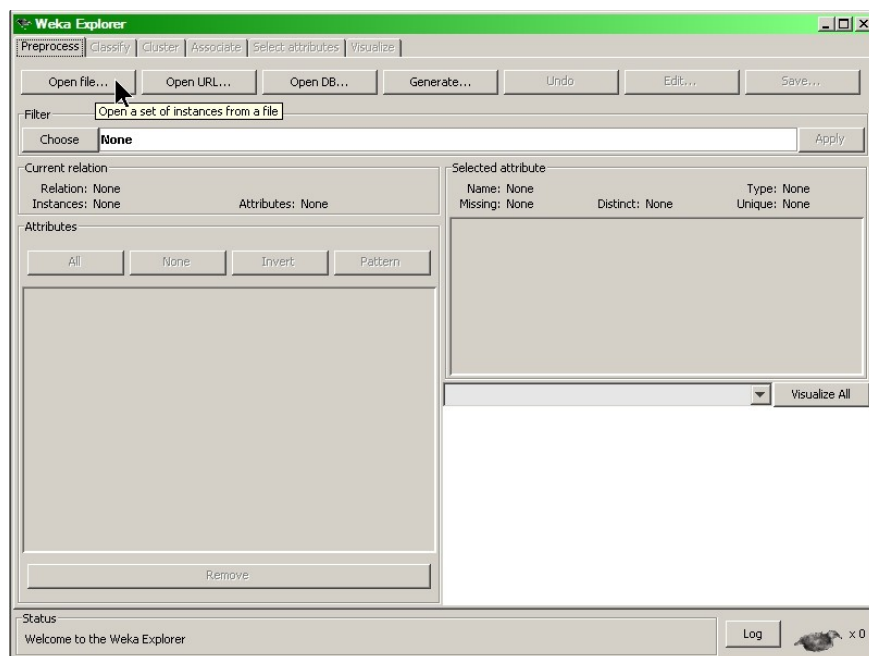 Weka Explorer
Preprocess Classify Cluster Associate Select attributes Visualize
Open file... Open URL... Open DB... Generate... Undo Edit... Save...
Open a set of instances from a file
Filter
Choose None Apply
Current relation
Relation: None
Instances: None Attributes: None
Attributes
All None Invert Pattern
Remove
Selected attribute
Name: None Type: None
Missing: None Distinct: None Unique: None
Visualize All
Status
Welcome to the Weka Explorer
Log x 0